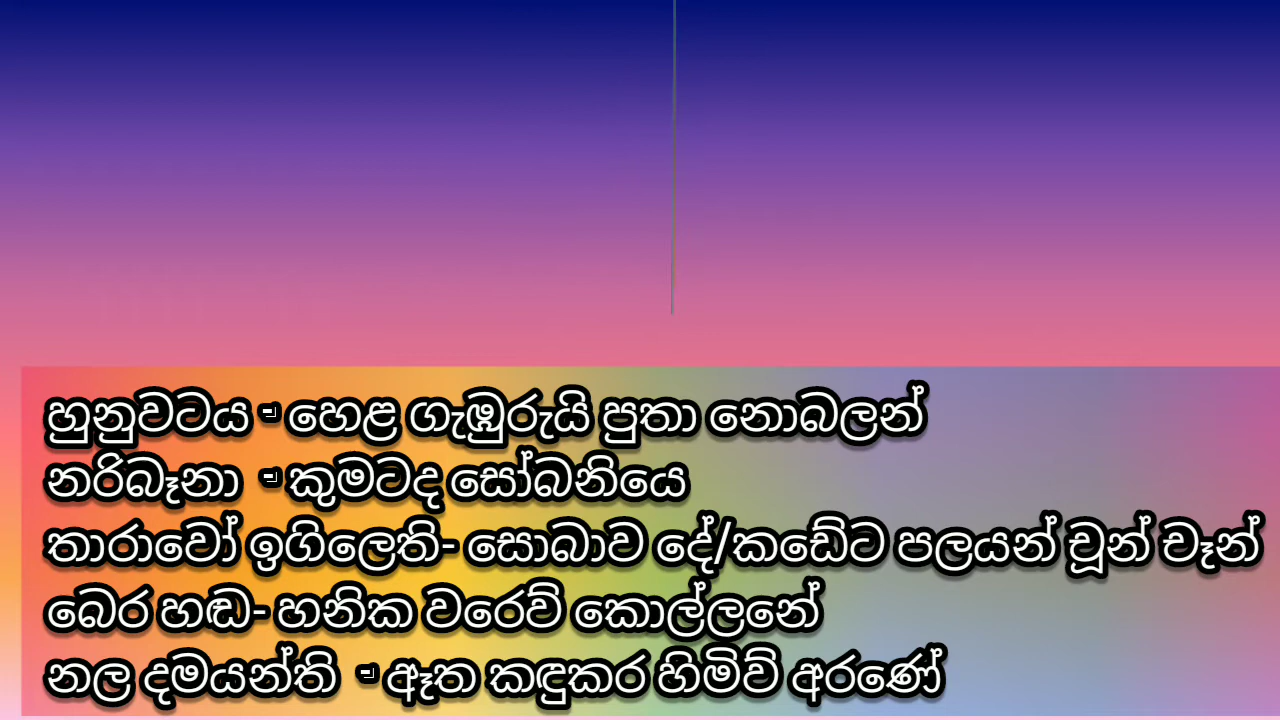 හුනුවටය - හෙළ ගැඹුරුයි පුතා නොබලන්
නරිබෑනා - කුමටද සෝබනියෙ
තාරාවෝ ඉගිලෙති- සොබාව දේ/කඩේට පලයන් චූන් චෑන්
බෙර හඬ- හනික වරෙව් කොල්ලනේ
නල දමයන්ති - ඈත කඳුකර හිමිව් අරණේ